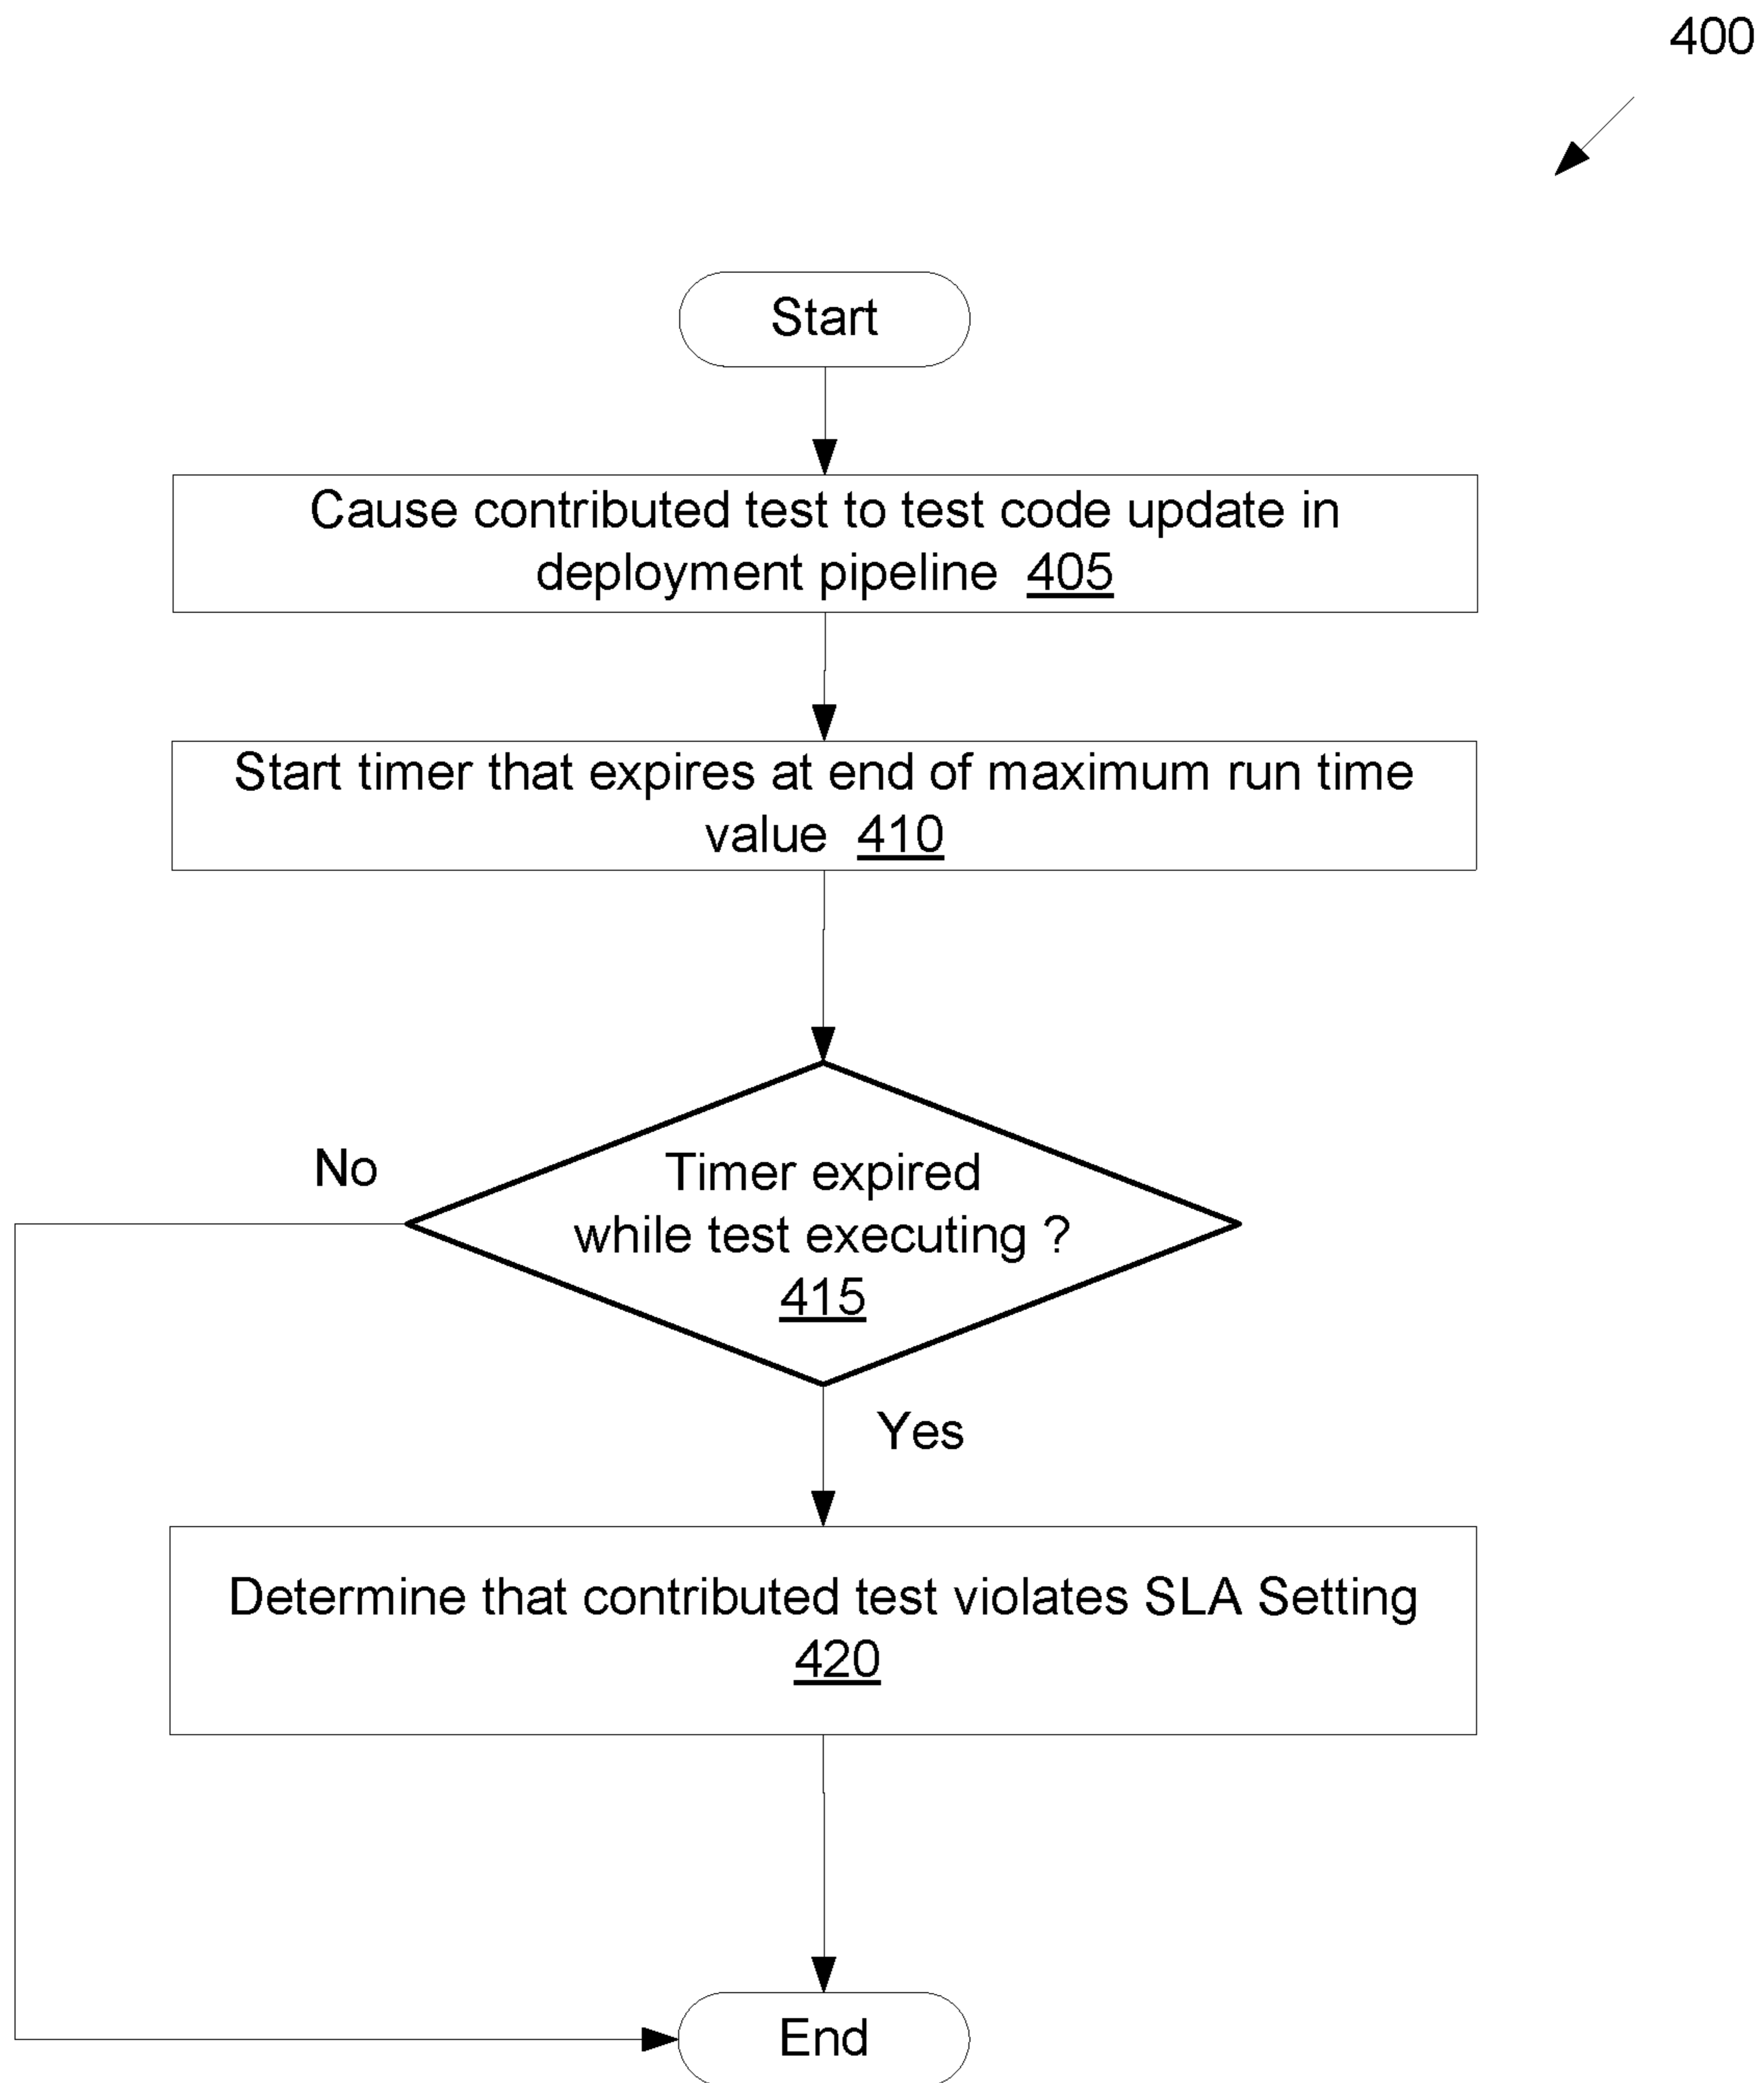 400
Start
Cause contributed test to test code update in
deployment pipeline 405
Start timer that expires at end of maximum run time
value 410
No
Timer expired
while test executing ?
415
Yes
Determine that contributed test violates SLA Setting
420
End